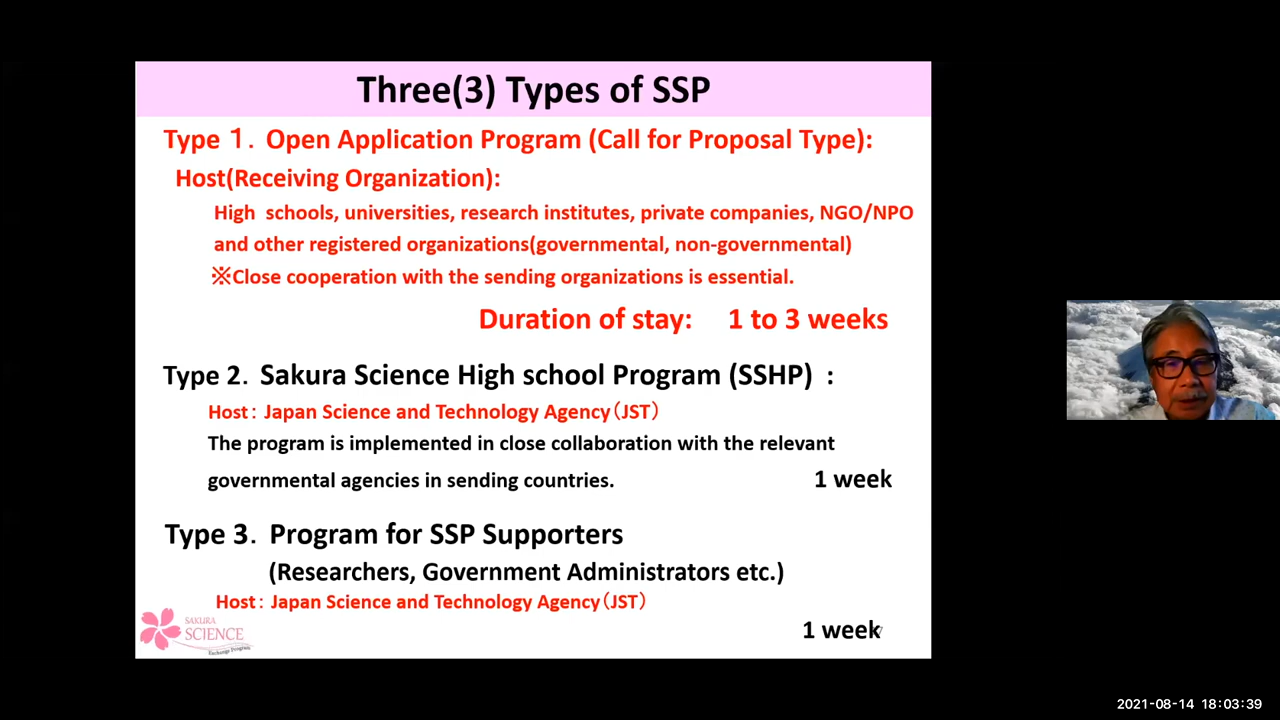 Three(3) Types of SSP
Type 1. Open Application Program (Call for Proposal Type):
Host(Receiving Organization):
High schools, universities, research institutes, private companies, NGO/NPO
and other registered organizations(governmental, non-governmental)
※Close cooperation with the sending organizations is essential.
Duration of stay: 1 to 3 weeks
Type 2. Sakura Science High school Program (SSHP) :
Host: Japan Science and Technology Agency(JST)
The program is implemented in close collaboration with the relevant
governmental agencies in sending countries.
1 week
Type 3. Program for SSP Supporters
(Researchers, Government Administrators etc.)
Host: Japan Science and Technology Agency(JST)
1 week
SAKURA
SCIENCE
Exchange Program
2021-08-14 18:03:39